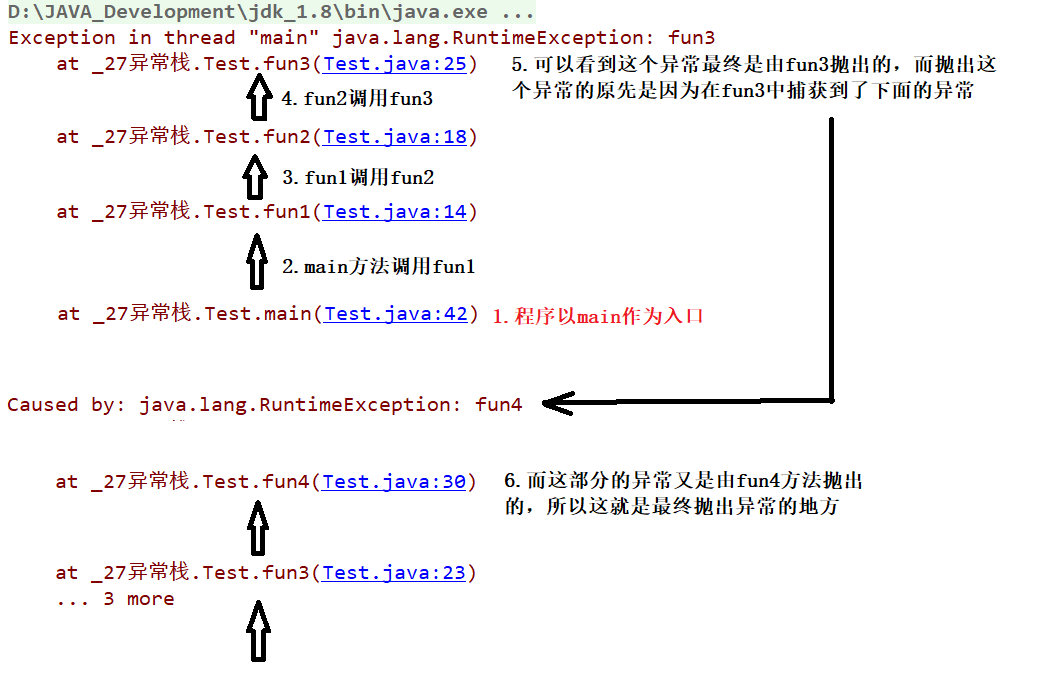 D:\JAVA_Development\jdk_1.8\bin\java.exe ...
Exception in thread "main" java.lang.RuntimeException: fun3
at _27异常栈.Test.fun3(Test.java:25)
5.可以看到这个异常最终是由fun3抛出的，而抛出这
个异常的原先是因为在fun3中捕获到了下面的异常
4.fun2调用fun3
at _27异常栈.Test.fun2(Test.java:18)
3.fun1调用fun2
at _27异常栈.Test.fun1(Test.java:14)
2.main方法调用fun1
at _27异常栈.Test.main(Test.java:42)
1.程序以main作为入口
Caused by: java.lang.RuntimeException: fun4
at _27异常栈.Test.fun4(Test.java:30)
6.而这部分的异常又是由fun4方法抛出
的，所以这就是最终抛出异常的地方
at _27异常栈.Test.fun3(Test.java:23)
... 3 more